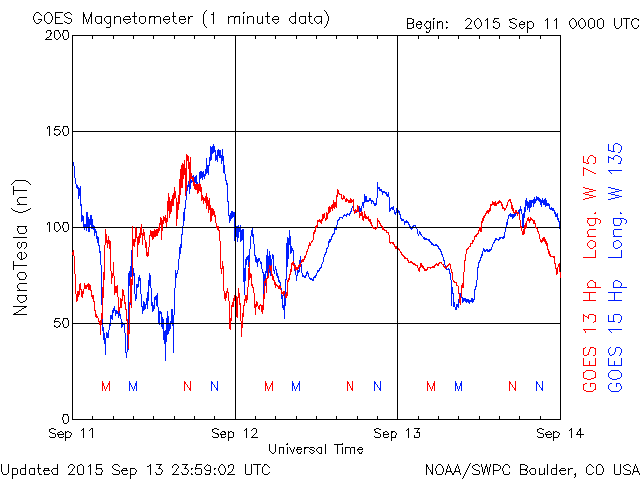 GOES Magnetometer (1 minute data)
Begin: 2015 Sep 11 0000 UTC
200
150
100
50
0
NanoTesla (nT)
M M N N M M N N M M N N
Sep 11 Sep 12 Sep 13 Sep 14
Universal Time
GOES 13 Hp Long. W 75
GOES 15 Hp Long. W 135
Updated 2015 Sep 13 23:59:02 UTC
NOAA/SWPC Boulder, CO USA